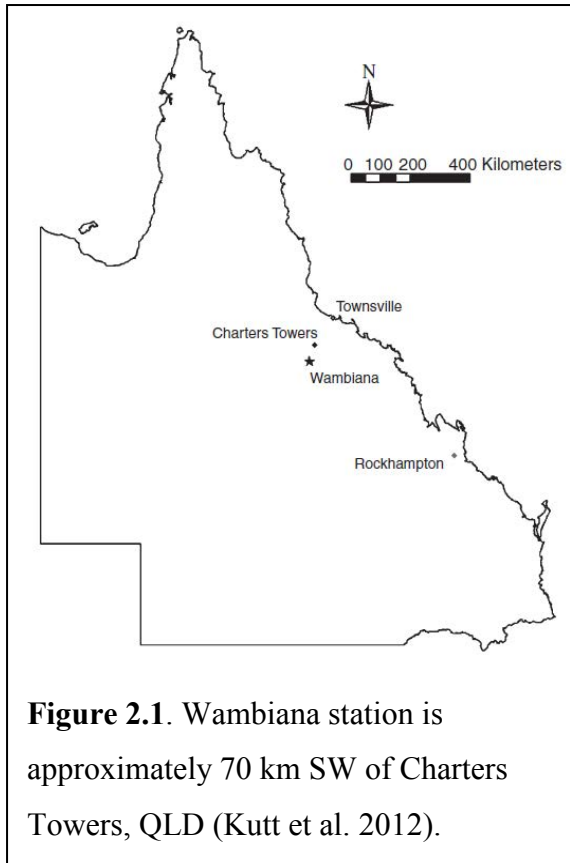 N
0 100 200 400 Kilometers
Townsville
Charters Towers
Wambiana
Rockhampton
Figure 2.1. Wambiana station is
approximately 70 km SW of Charters
Towers, QLD (Kutt et al. 2012).